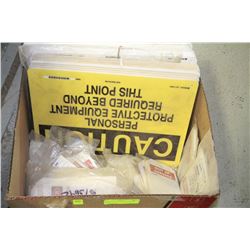 CAUTION
PERSONAL
PROTECTIVE EQUIPMENT
REQUIRED BEYOND
THIS POINT